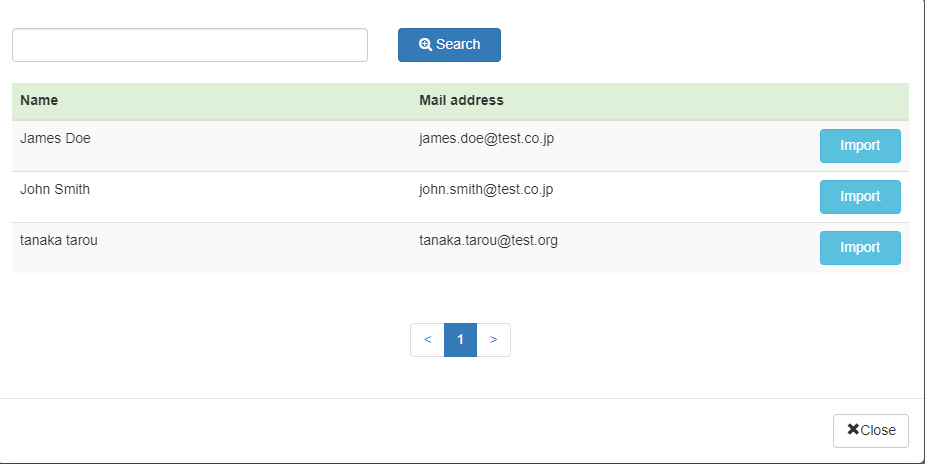 Search
Name Mail address
James Doe james.doe@test.co.jp Import
John Smith john.smith@test.co.jp Import
tanaka tarou tanaka.tarou@test.org Import
< 1 >
Close